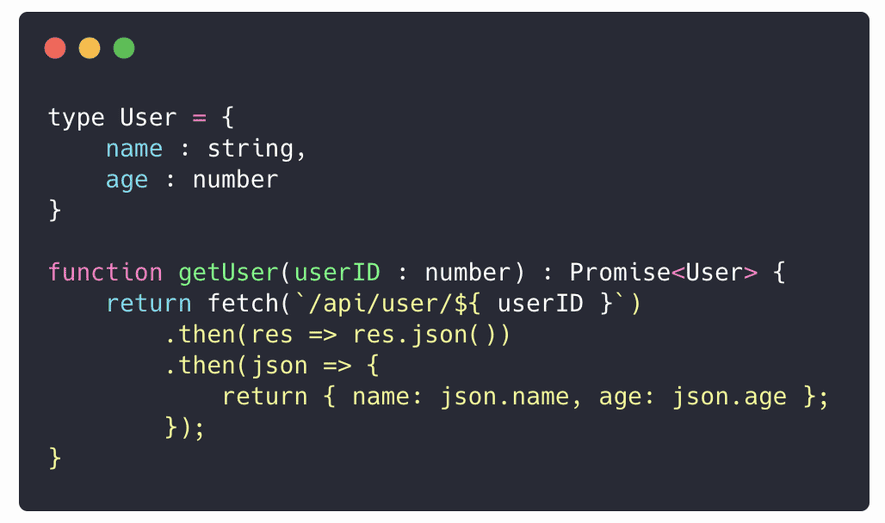 type User = {
    name : string,
    age : number
}

function getUser(userID : number) : Promise<User> {
    return fetch(`/api/user/${ userID }`)
        .then(res => res.json())
        .then(json => {
            return { name: json.name, age: json.age };
        });
}